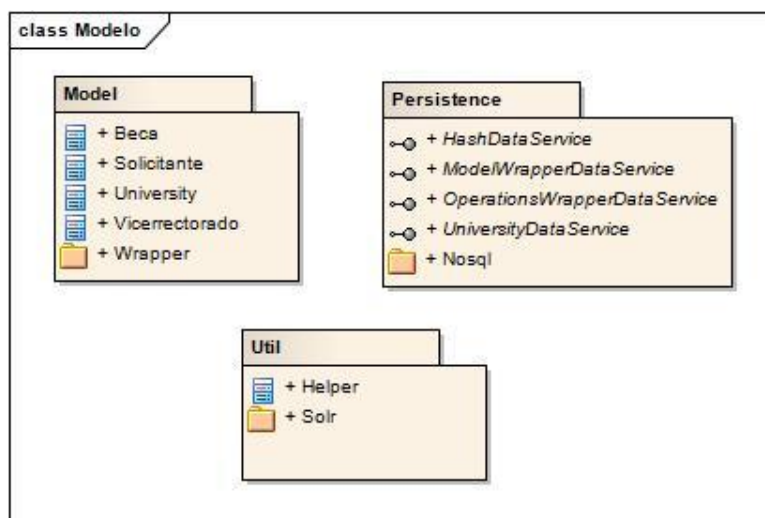 class Modelo
Model
+ Beca
+ Solicitante
+ University
+ Vicerrectorado
+ Wrapper
Persistence
+ HashDataService
+ ModelWrapperDataService
+ OperationsWrapperDataService
+ UniversityDataService
+ Nosql
Util
+ Helper
+ Solr